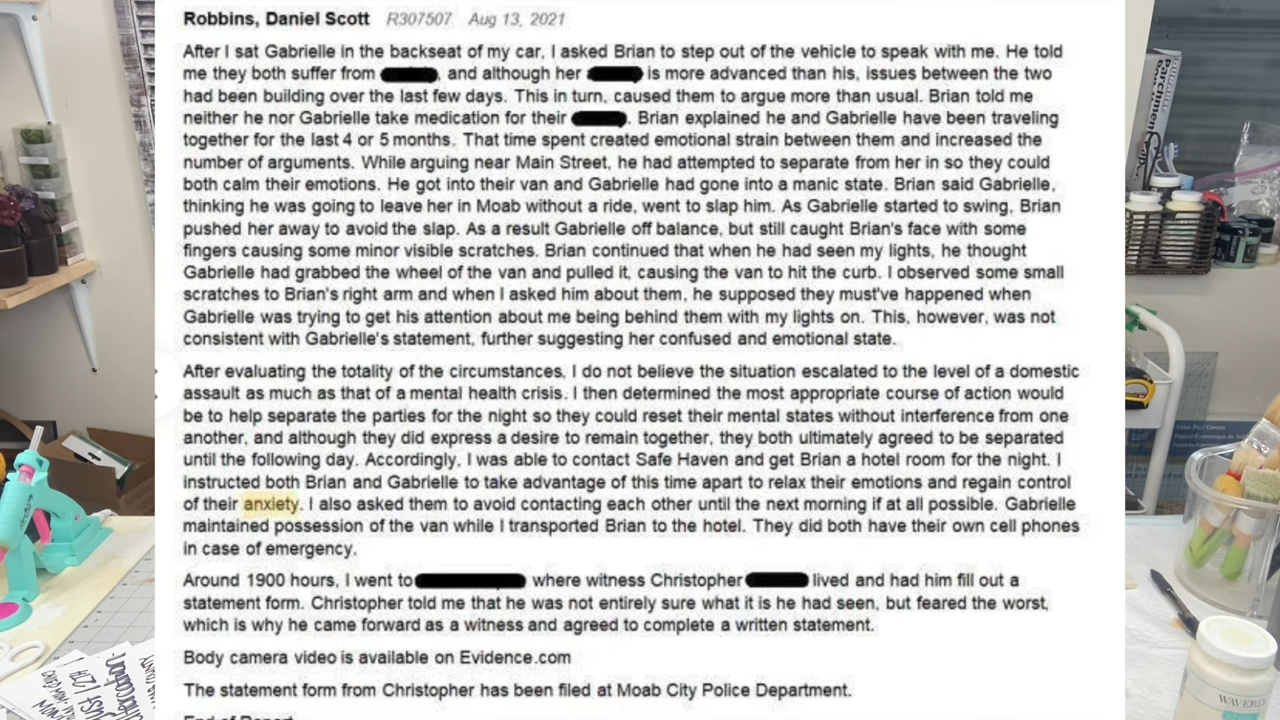 Robbins, Daniel Scott R307507 Aug 13, 2021
After I sat Gabrielle in the backseat of my car, I asked Brian to step out of the vehicle to speak with me. He told
me they both suffer from , and although her is more advanced than his, issues between the two
had been building over the last few days. This in turn, caused them to argue more than usual. Brian told me
neither he nor Gabrielle take medication for their . Brian explained he and Gabrielle have been traveling
together for the last 4 or 5 months. That time spent created emotional strain between them and increased the
number of arguments. While arguing near Main Street, he had attempted to separate from her in so they could
both calm their emotions. He got into their van and Gabrielle had gone into a manic state. Brian said Gabrielle,
thinking he was going to leave her in Moab without a ride, went to slap him. As Gabrielle started to swing, Brian
pushed her away to avoid the slap. As a result Gabrielle off balance, but still caught Brian's face with some
fingers causing some minor visible scratches. Brian continued that when he had seen my lights, he thought
Gabrielle had grabbed the wheel of the van and pulled it, causing the van to hit the curb. I observed some small
scratches to Brian's right arm and when I asked him about them, he supposed they must've happened when
Gabrielle was trying to get his attention about me being behind them with my lights on. This, however, was not
consistent with Gabrielle's statement, further suggesting her confused and emotional state.
After evaluating the totality of the circumstances, I do not believe the situation escalated to the level of a domestic
assault as much as that of a mental health crisis. I then determined the most appropriate course of action would
be to help separate the parties for the night so they could reset their mental states without interference from one
another, and although they did express a desire to remain together, they both ultimately agreed to be separated
until the following day. Accordingly, I was able to contact Safe Haven and get Brian a hotel room for the night. I
instructed both Brian and Gabrielle to take advantage of this time apart to relax their emotions and regain control
of their anxiety. I also asked them to avoid contacting each other until the next morning if at all possible. Gabrielle
maintained possession of the van while I transported Brian to the hotel. They did both have their own cell phones
in case of emergency.
Around 1900 hours, I went to where witness Christopher lived and had him fill out a
statement form. Christopher told me that he was not entirely sure what it is he had seen, but feared the worst,
which is why he came forward as a witness and agreed to complete a written statement.
Body camera video is available on Evidence.com
The statement form from Christopher has been filed at Moab City Police Department.
End of Report
WAVERL